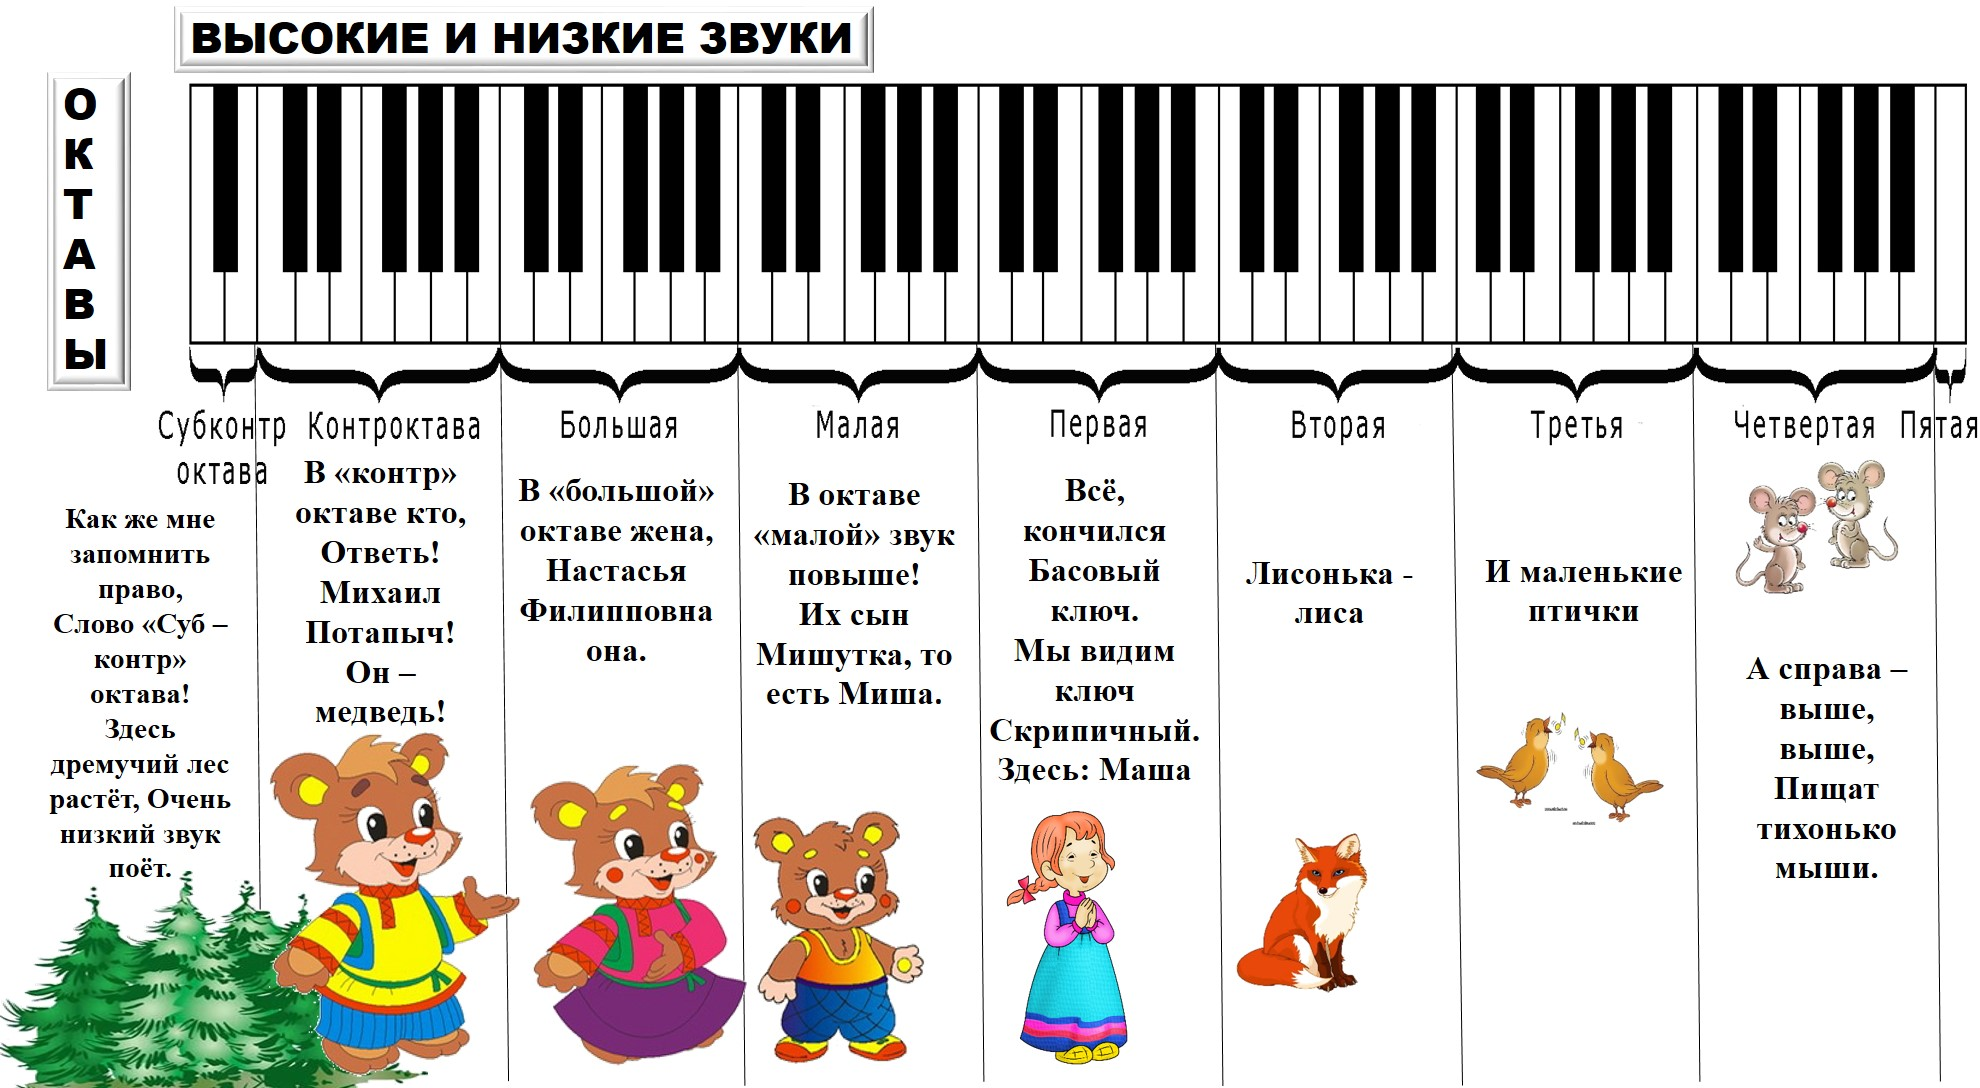 ВЫСОКИЕ И НИЗКИЕ ЗВУКИ
ОКТАВЫ
Субконтр
октава
Контроктава
Большая
Малая
Первая
Вторая
Третья
Четвертая
Пятая
Как же мне
запомнить
право,
Слово «Суб –
контр»
октава!
Здесь
дремучий лес
растёт, Очень
низкий звук
поёт.
В «контр»
октаве кто,
Ответь!
Михаил
Потапыч!
Он –
медведь!
В «большой»
октаве жена,
Настасья
Филипповна
она.
В октаве
«малой» звук
повыше!
Их сын
Мишутка, то
есть Миша.
Всё,
кончился
Басовый
ключ.
Мы видим
ключ
Скрипичный.
Здесь: Маша
Лисонька -
лиса
И маленькие
птички
А справа –
выше,
выше,
Пищат
тихонько
мыши.